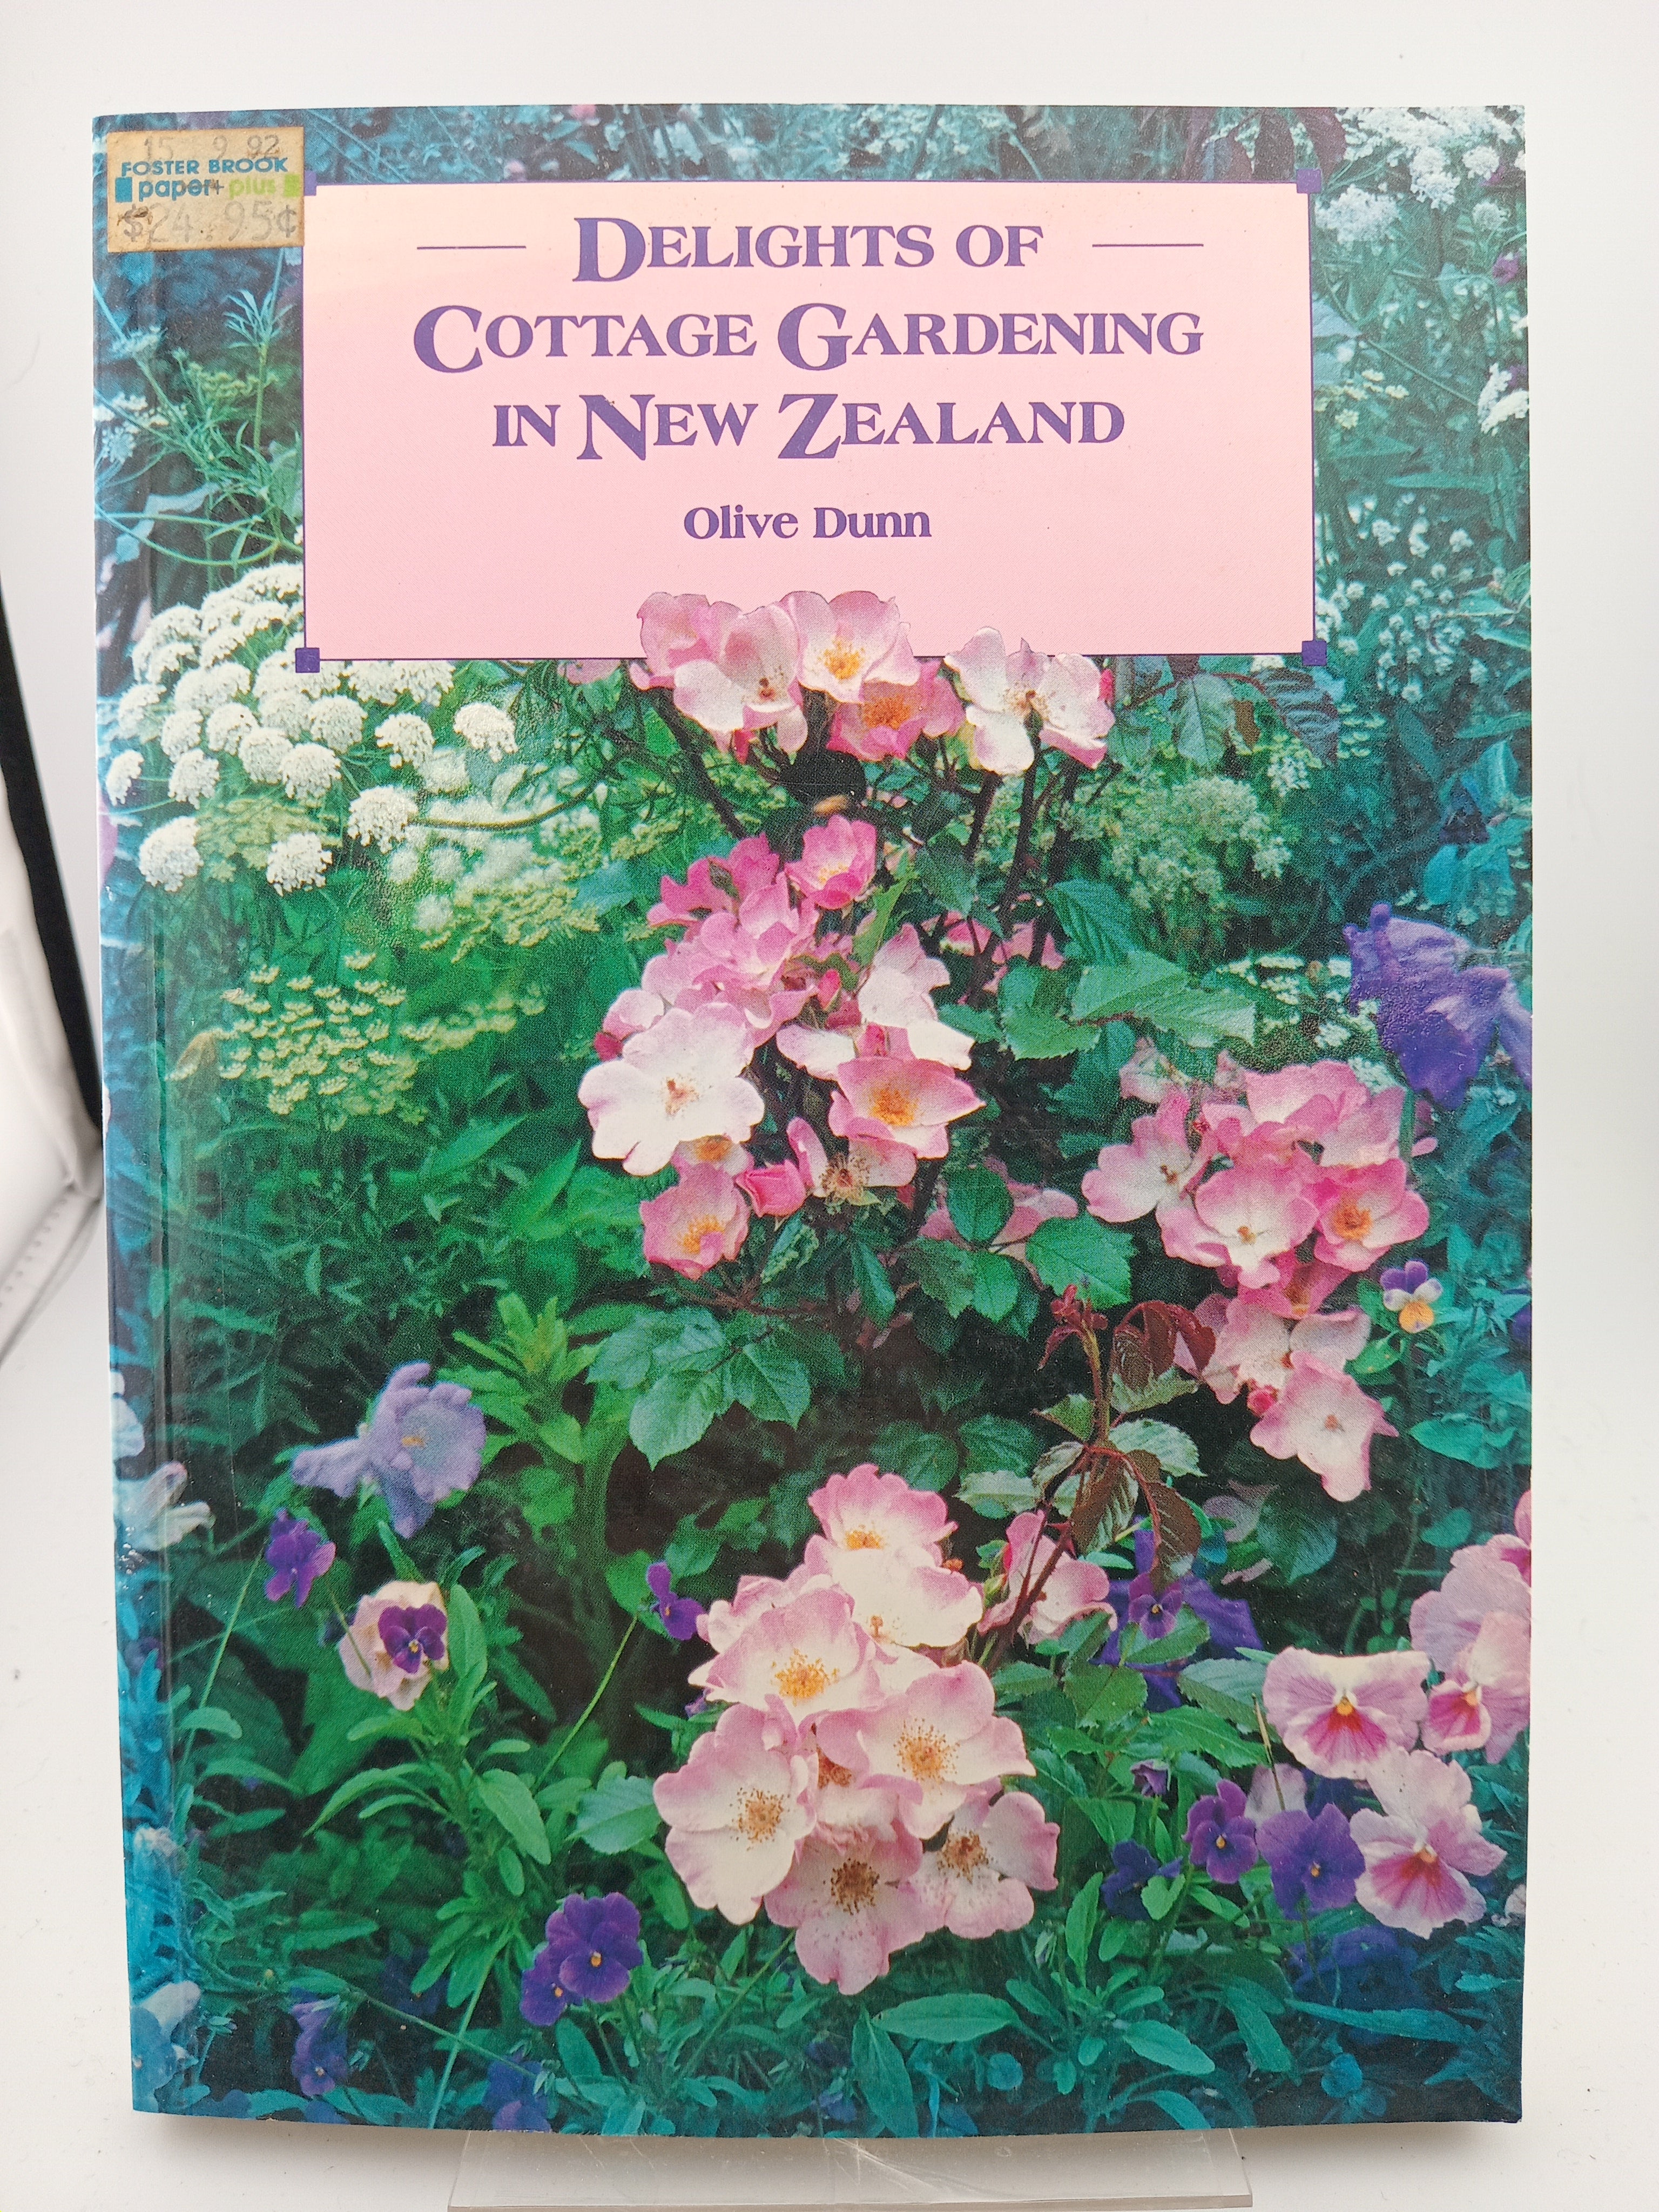 15 9 92
FOSTER BROOK
paper+ plus
$24.95¢
DELIGHTS OF
COTTAGE GARDENING
IN NEW ZEALAND
Olive Dunn